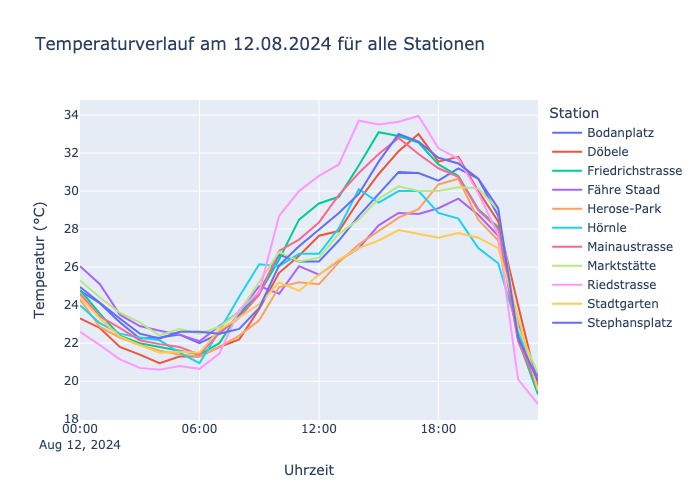 Temperaturverlauf am 12.08.2024 für alle Stationen
Temperatur (°C)
34
32
30
28
26
24
22
20
18
00:00
06:00
12:00
18:00
Aug 12, 2024
Uhrzeit
Station
Bodanplatz
Döbele
Friedrichstrasse
Fähre Staad
Herose-Park
Hörnle
Mainaustrasse
Marktstätte
Riedstrasse
Stadtgarten
Stephansplatz